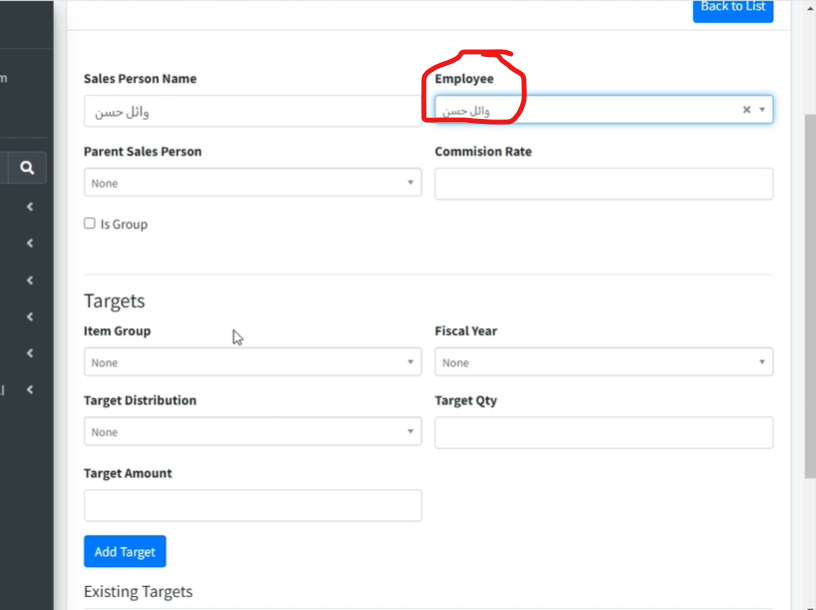 Back to List
Sales Person Name
Employee
وائل حسن
وائل حسن
Parent Sales Person
Commision Rate
None
Is Group
Targets
Item Group
Fiscal Year
None
None
Target Distribution
Target Qty
None
Target Amount
Add Target
Existing Targets